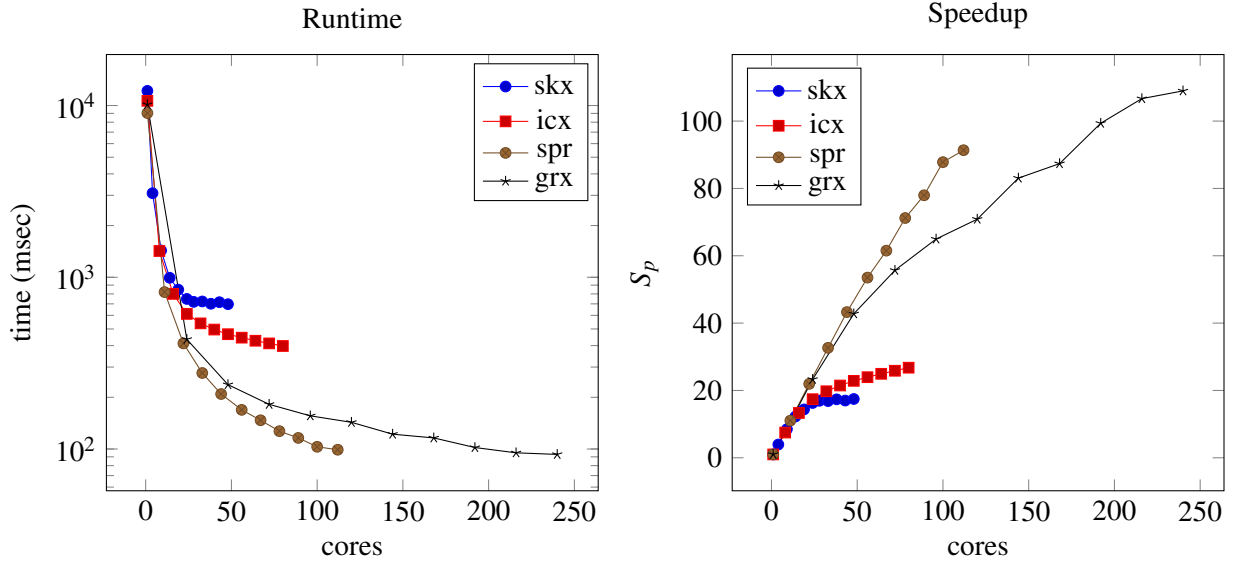 Runtime
10^4
10^3
10^2
time (msec)
0 50 100 150 200 250
cores
skx
icx
spr
grx
Speedup
100
80
60
40
20
0
S_p
0 50 100 150 200 250
cores
skx
icx
spr
grx